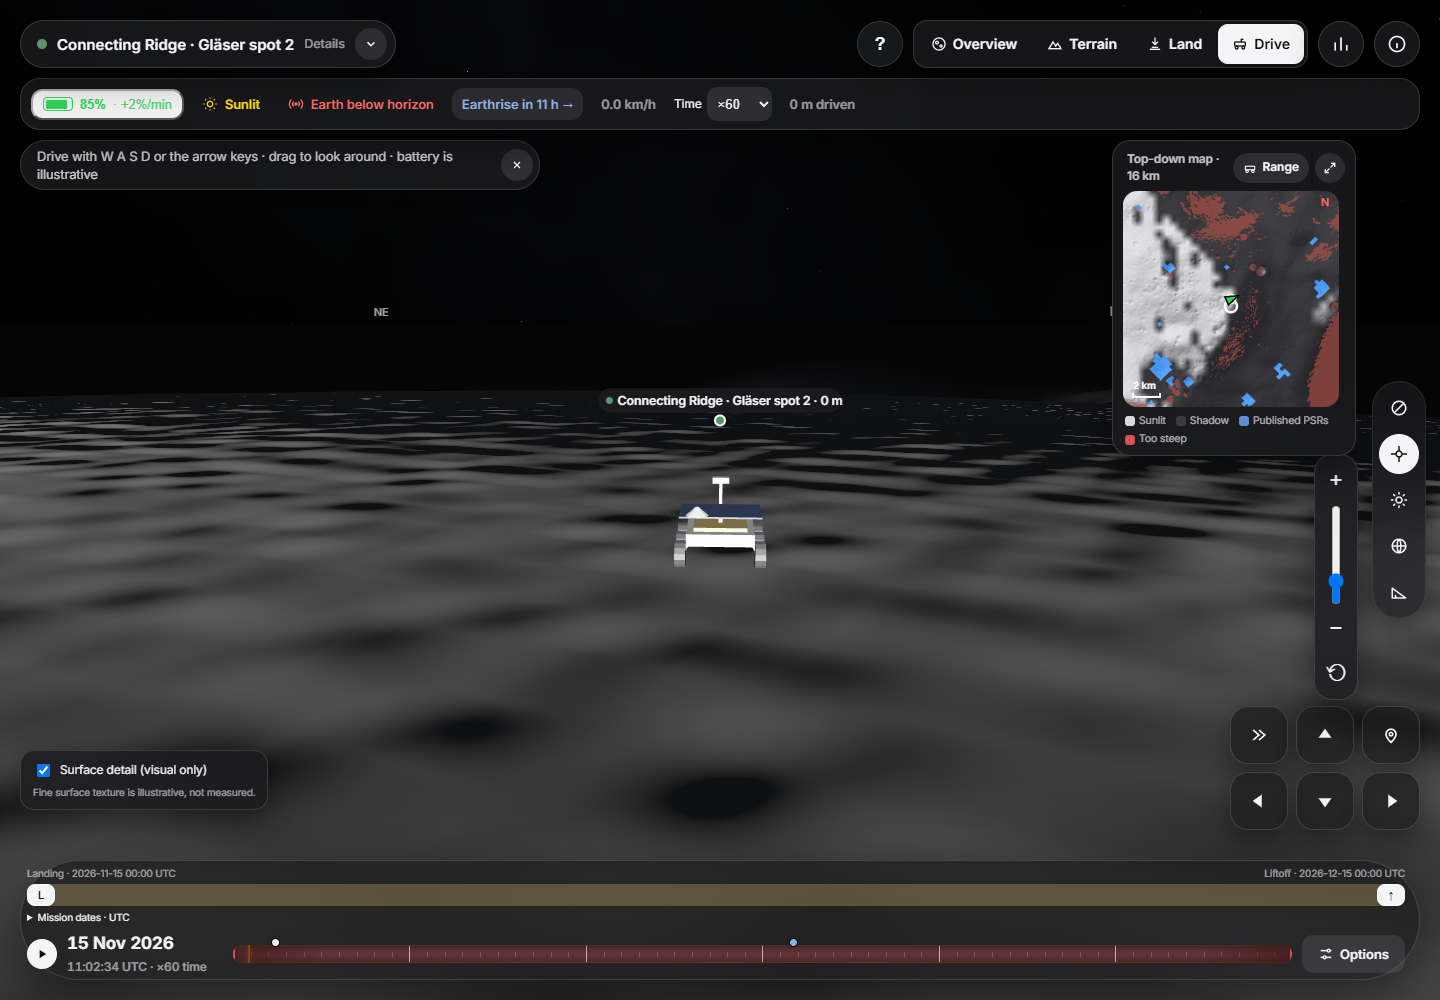 Connecting Ridge · Gläser spot 2 Details
? Overview Terrain Land Drive
85% · +2%/min Sunlit Earth below horizon Earthrise in 11 h → 0.0 km/h Time ×60 0 m driven
Drive with W A S D or the arrow keys · drag to look around · battery is
illustrative
Top-down map ·
16 km
Range
N
NE
2 km
Sunlit Shadow Published PSRs
Too steep
Connecting Ridge · Gläser spot 2 · 0 m
Surface detail (visual only)
Fine surface texture is illustrative, not measured.
Landing · 2026-11-15 00:00 UTC
Liftoff · 2026-12-15 00:00 UTC
L
Mission dates · UTC
15 Nov 2026
11:02:34 UTC · ×60 time
Options